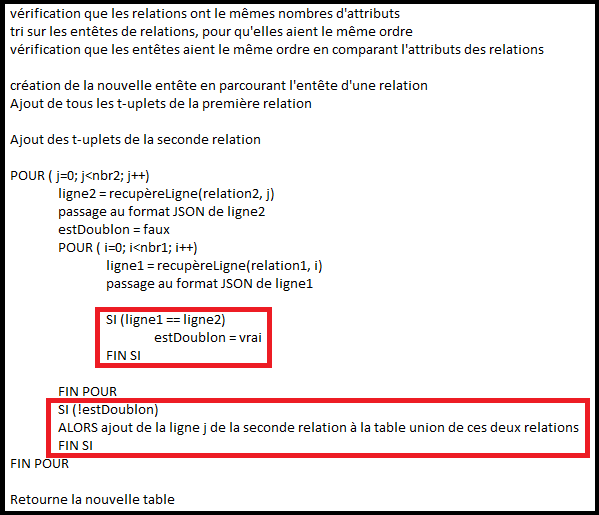 vérification que les relations ont le mêmes nombres d'attributs
tri sur les entêtes de relations, pour qu'elles aient le même ordre
vérification que les entêtes aient le même ordre en comparant l'attributs des relations
création de la nouvelle entête en parcourant l'entête d'une relation
Ajout de tous les t-uplets de la première relation
Ajout des t-uplets de la seconde relation
POUR ( j=0; j<nbr2; j++)
ligne2 = recupèreLigne(relation2, j)
passage au format JSON de ligne2
estDoublon = faux
POUR ( i=0; i<nbr1; i++)
ligne1 = recupèreLigne(relation1, i)
passage au format JSON de ligne1
SI (ligne1 == ligne2)
estDoublon = vrai
FIN SI
FIN POUR
SI (!estDoublon)
ALORS ajout de la ligne j de la seconde relation à la table union de ces deux relations
FIN SI
FIN POUR
Retourne la nouvelle table